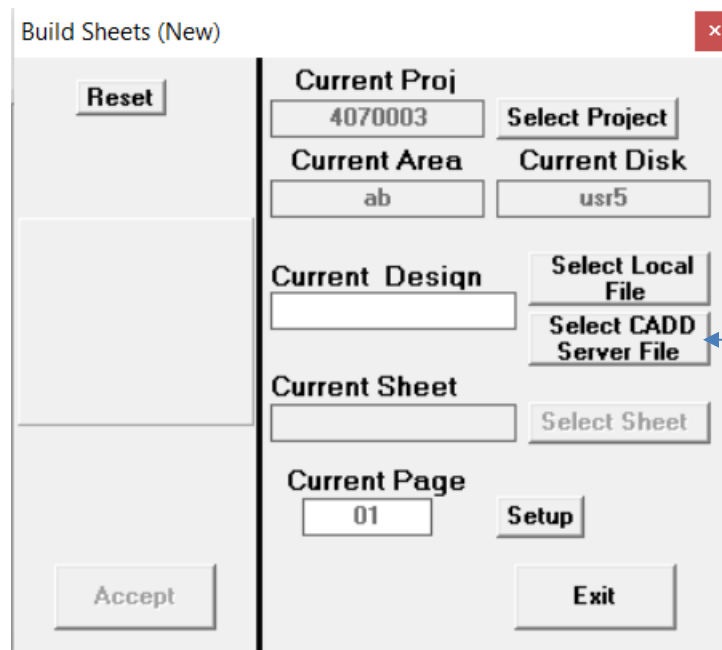 Build Sheets (New)
×
Reset
Current Proj
4070003
Select Project
Current Area
Current Disk
ab
usr5
Current Design
Select Local
File
Select CADD
Server File
Current Sheet
Select Sheet
Current Page
01
Setup
Accept
Exit